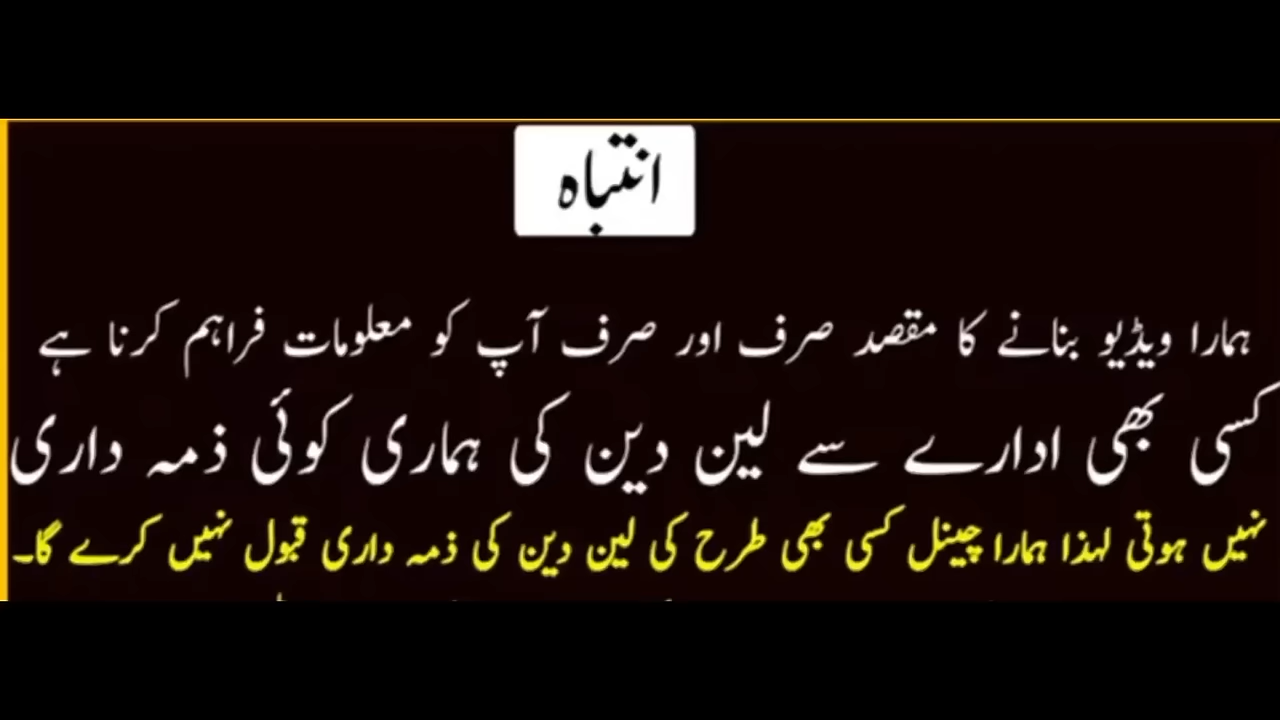 انتباہ
ہمارا ویڈیو بنانے کا مقصد صرف اور صرف آپ کو معلومات فراہم کرنا ہے
کسی بھی ادارے سے لین دین کی ہماری کوئی ذمہ داری
نہیں ہوتی لہذا ہمارا چینل کسی بھی طرح کی لین دین کی ذمہ داری قبول نہیں کرے گا۔